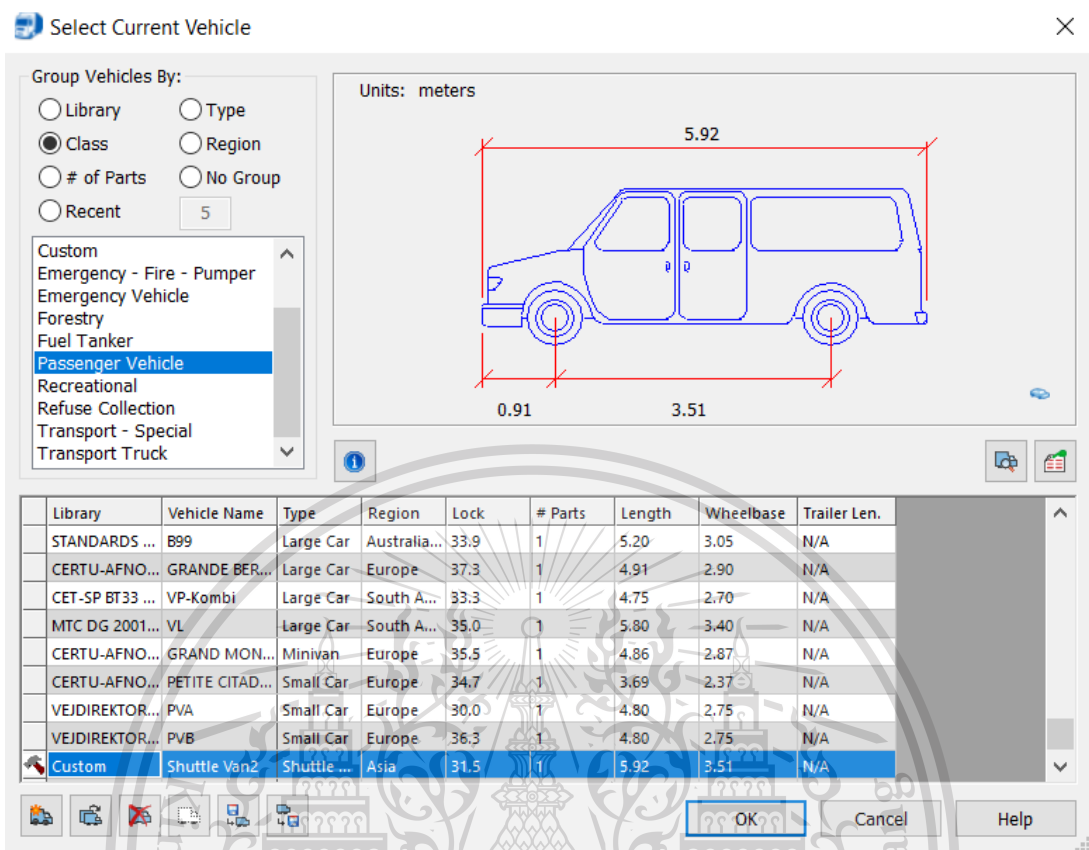 Select Current Vehicle
Group Vehicles By:
Library Type
Class Region
# of Parts No Group
Recent 5
Custom
Emergency - Fire - Pumper
Emergency Vehicle
Forestry
Fuel Tanker
Passenger Vehicle
Recreational
Refuse Collection
Transport - Special
Transport Truck
Units: meters
5.92
0.91 3.51
Library Vehicle Name Type Region Lock # Parts Length Wheelbase Trailer Len.
STANDARDS ... B99 Large Car Australia... 33.9 1 5.20 3.05 N/A
CERTU-AFNO... GRANDE BER... Large Car Europe 37.3 1 4.91 2.90 N/A
CET-SP BT33 ... VP-Kombi Large Car South A... 33.3 1 4.75 2.70 N/A
MTC DG 2001... VL Large Car South A... 35.0 1 5.80 3.40 N/A
CERTU-AFNO... GRAND MON... Minivan Europe 35.5 1 4.86 2.87 N/A
CERTU-AFNO... PETITE CITAD... Small Car Europe 34.7 1 3.69 2.37 N/A
VEJDIREKTOR... PVA Small Car Europe 30.0 1 4.80 2.75 N/A
VEJDIREKTOR... PVB Small Car Europe 36.3 1 4.80 2.75 N/A
Custom Shuttle Van2 Shuttle ... Asia 31.5 1 5.92 3.51 N/A
OK Cancel Help